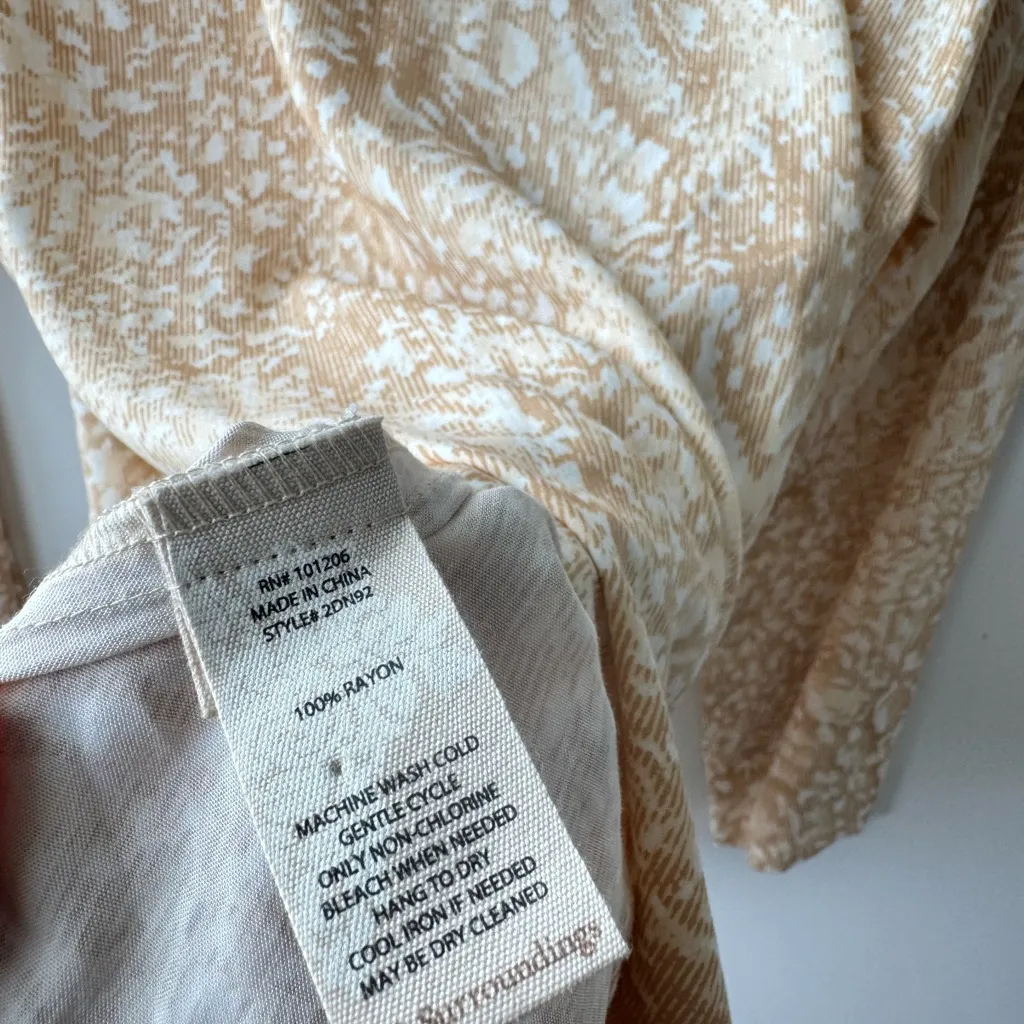 RN# 101206
MADE IN CHINA
STYLE# 2DN92
100% RAYON
MACHINE WASH COLD
GENTLE CYCLE
ONLY NON-CHLORINE
BLEACH WHEN NEEDED
HANG TO DRY
COOL IRON IF NEEDED
MAY BE DRY CLEANED
Surroundings